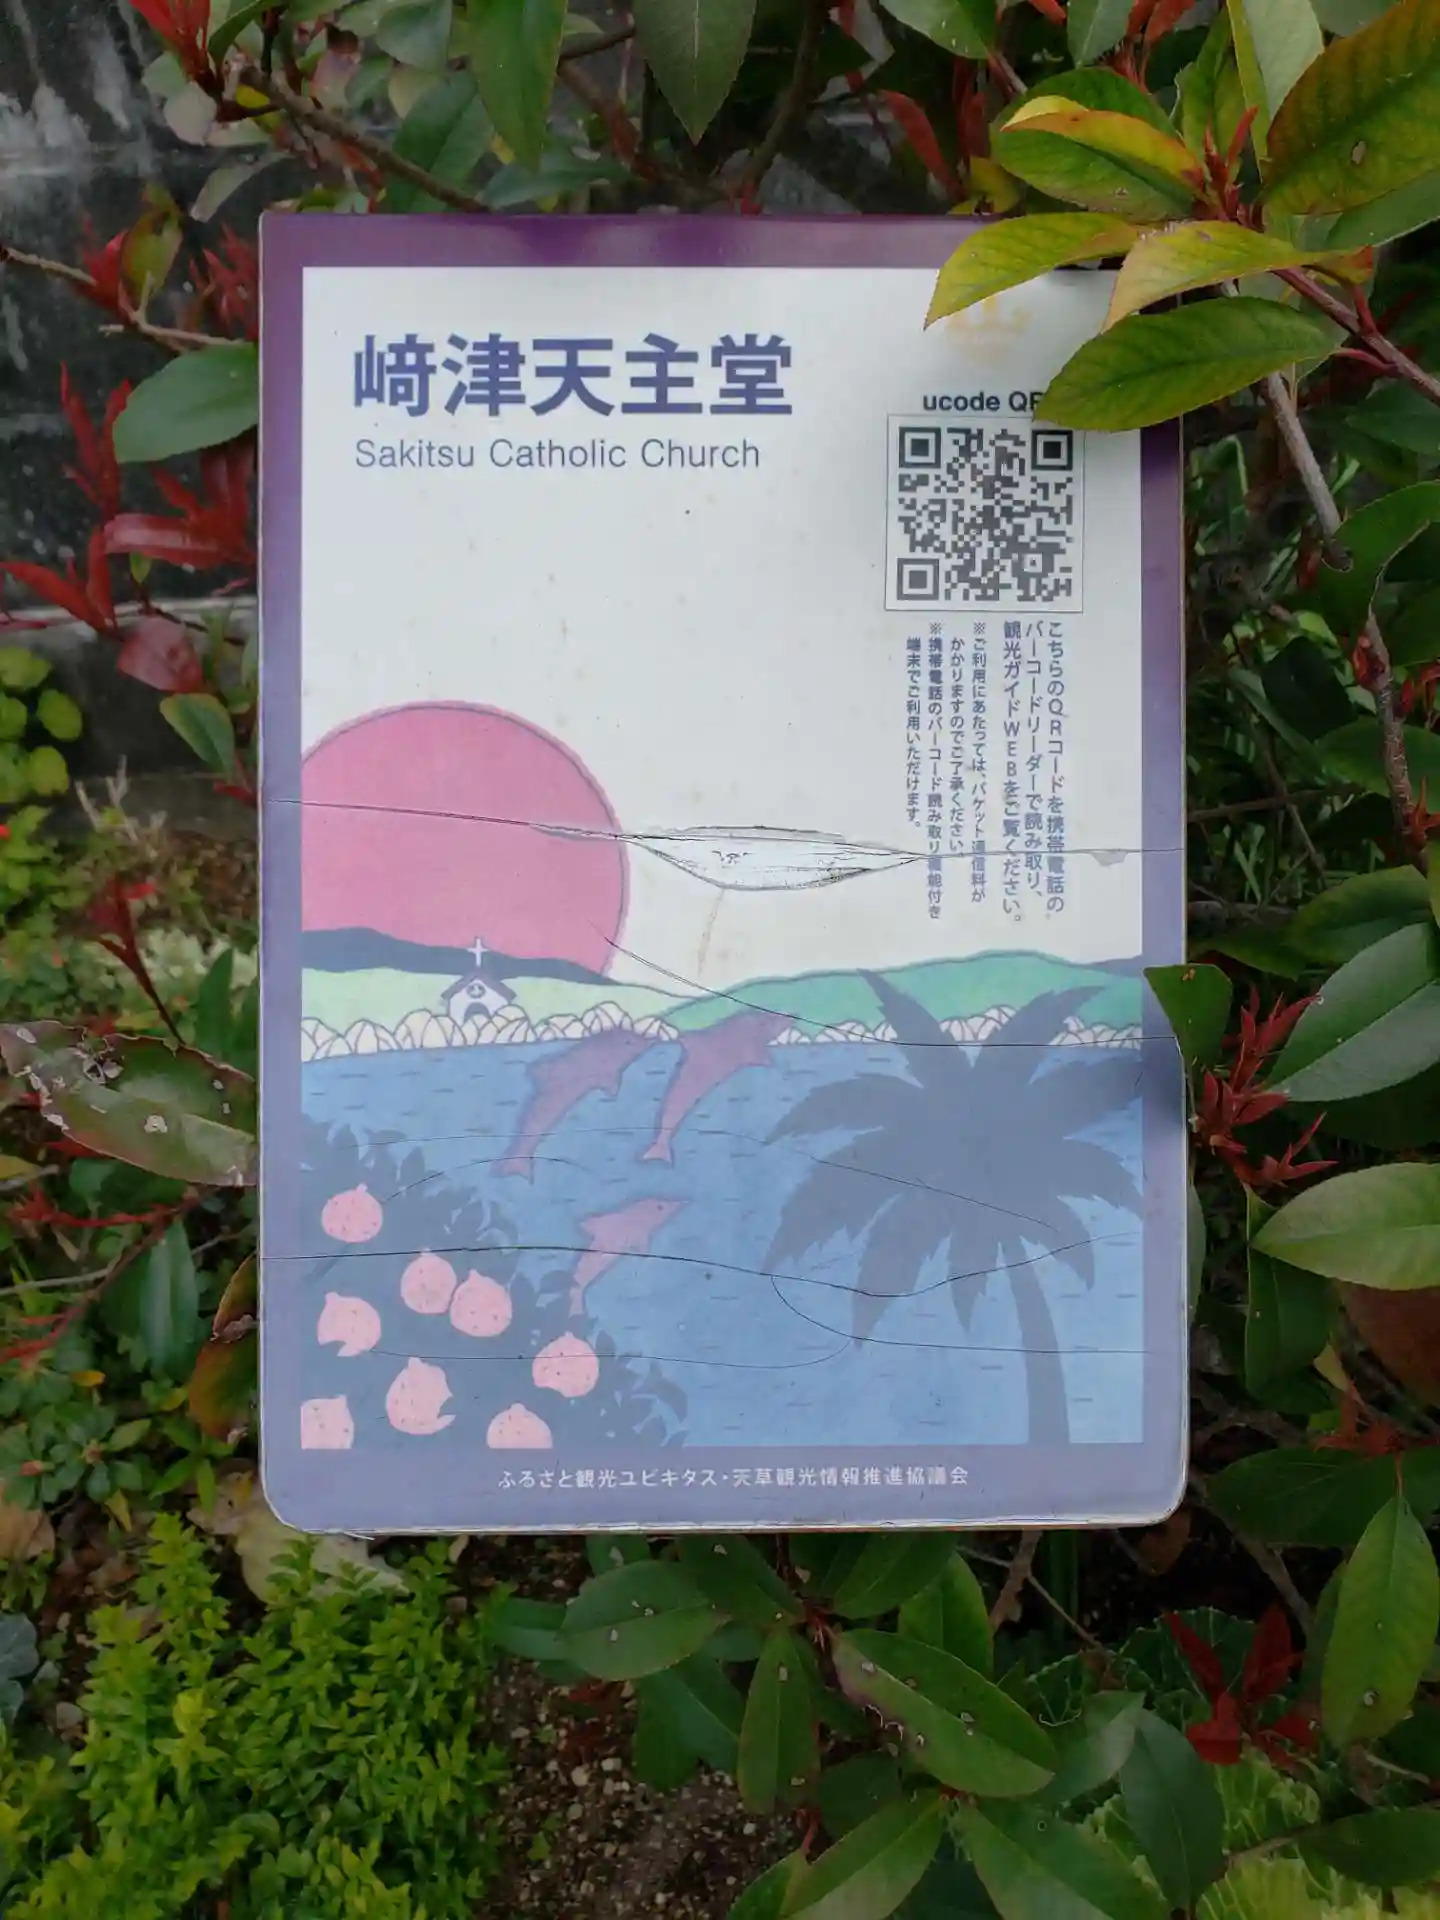 﨑津天主堂
Sakitsu Catholic Church
ucode
こちらのQRコードを携帯電話の
バーコードリーダーで読み取り、
観光ガイドWEBをご覧ください。
※ご利用にあたっては、パケット通信料が
かかりますのでご了承ください。
※携帯電話のバーコード読み取り機能付き
端末でご利用いただけます。
ふるさと観光ユビキタス・天草観光情報推進協議会